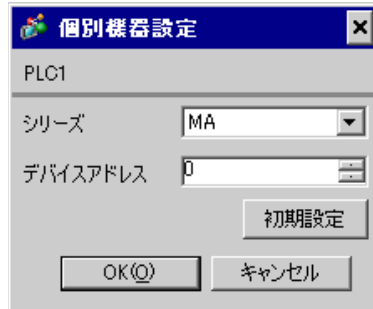 個別機器設定
PLC1
シリーズ MA
デバイスアドレス 0
初期設定
OK(O) キャンセル